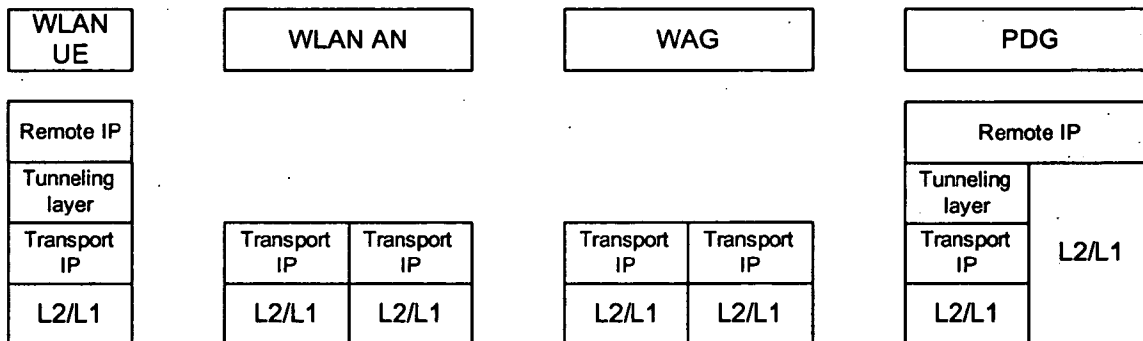 WLAN
UE
WLAN AN
WAG
PDG
Remote IP
Remote IP
Tunneling
layer
Tunneling
layer
Transport
IP
Transport
IP
Transport
IP
Transport
IP
Transport
IP
Transport
IP
L2/L1
L2/L1
L2/L1
L2/L1
L2/L1
L2/L1
L2/L1